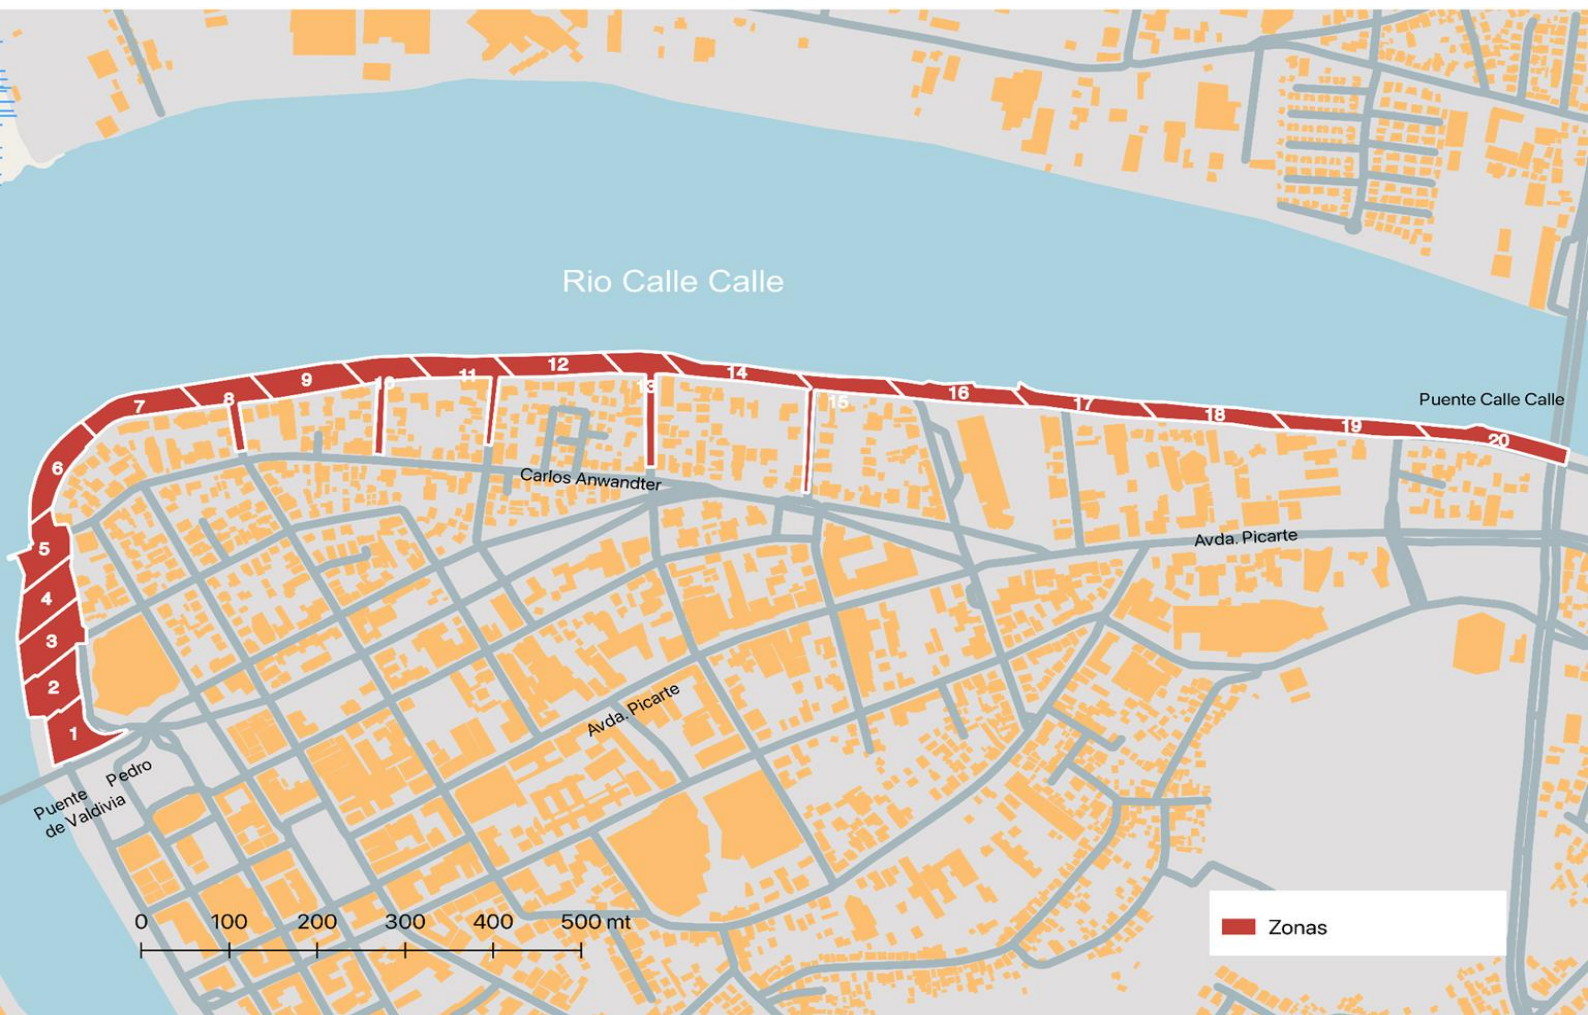 Rio Calle Calle
12
14
11
9
10
13
15
16
17
18
19
20
8
7
6
5
4
3
2
1
Puente Calle Calle
Carlos Anwandter
Avda. Picarte
Avda. Picarte
Puente Pedro
de Valdivia
0 100 200 300 400 500 mt
Zonas